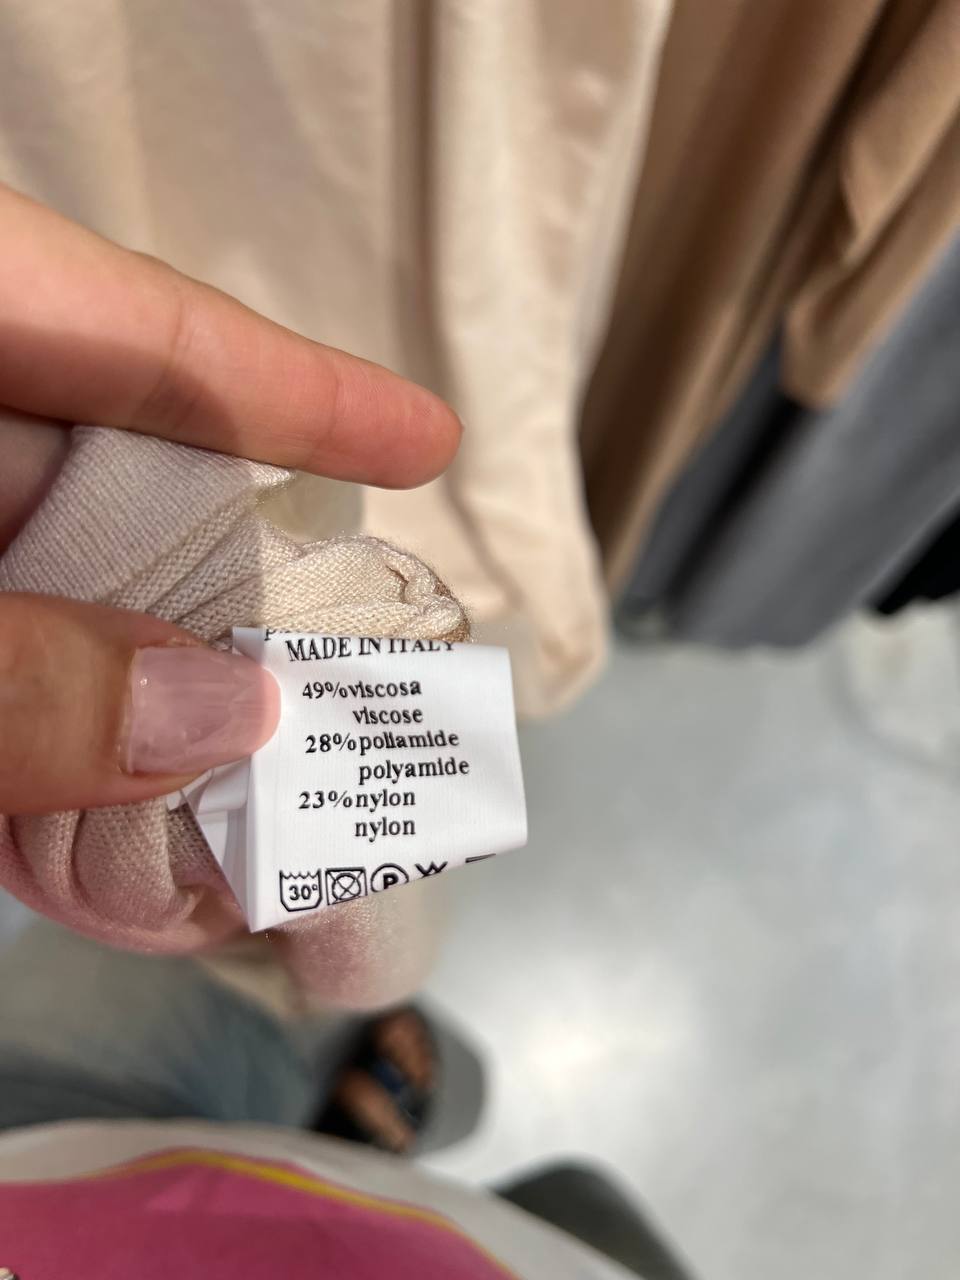 MADE IN ITALY
49%viscosa
viscose
28%poliamide
polyamide
23%nylon
nylon
30°
P
W